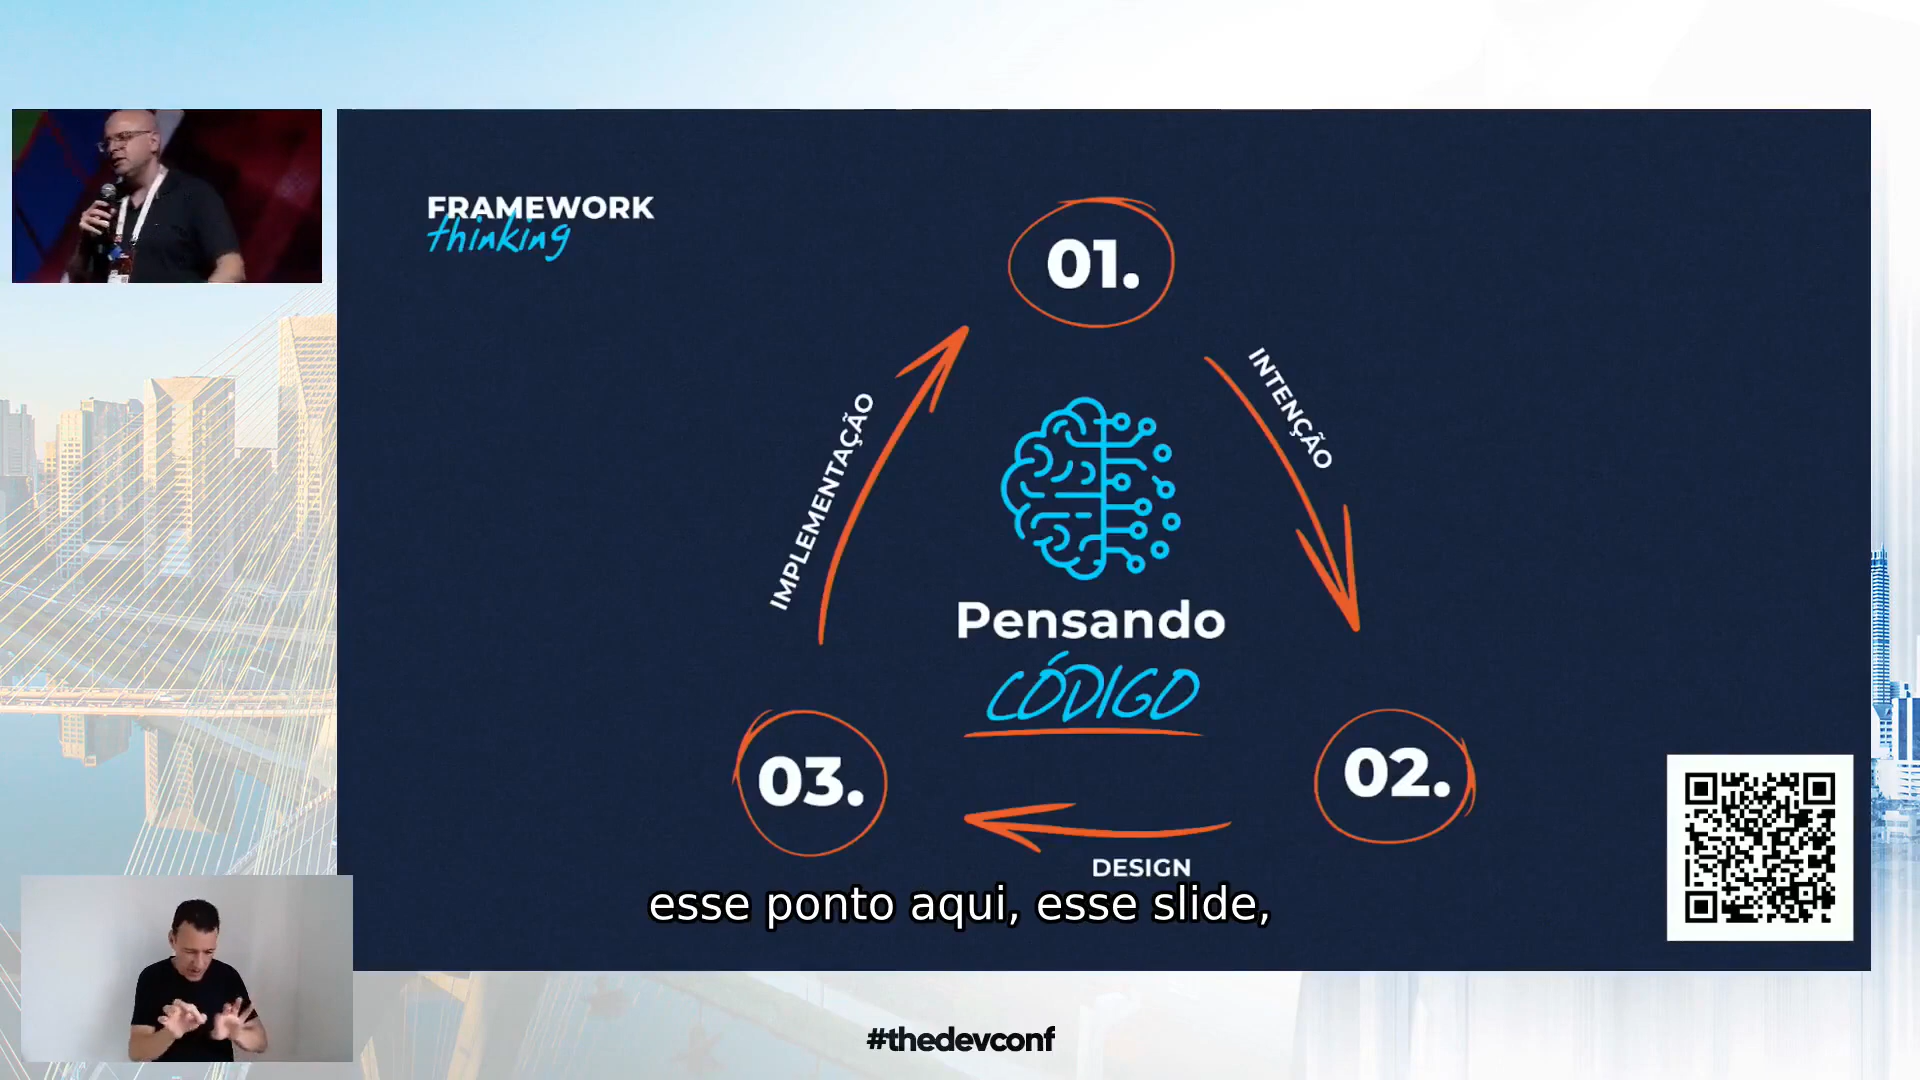 FRAMEWORK
thinking
01.
INTENÇÃO
IMPLEMENTAÇÃO
Pensando
CÓDIGO
03.
02.
DESIGN
esse ponto aqui, esse slide,
#thedevconf